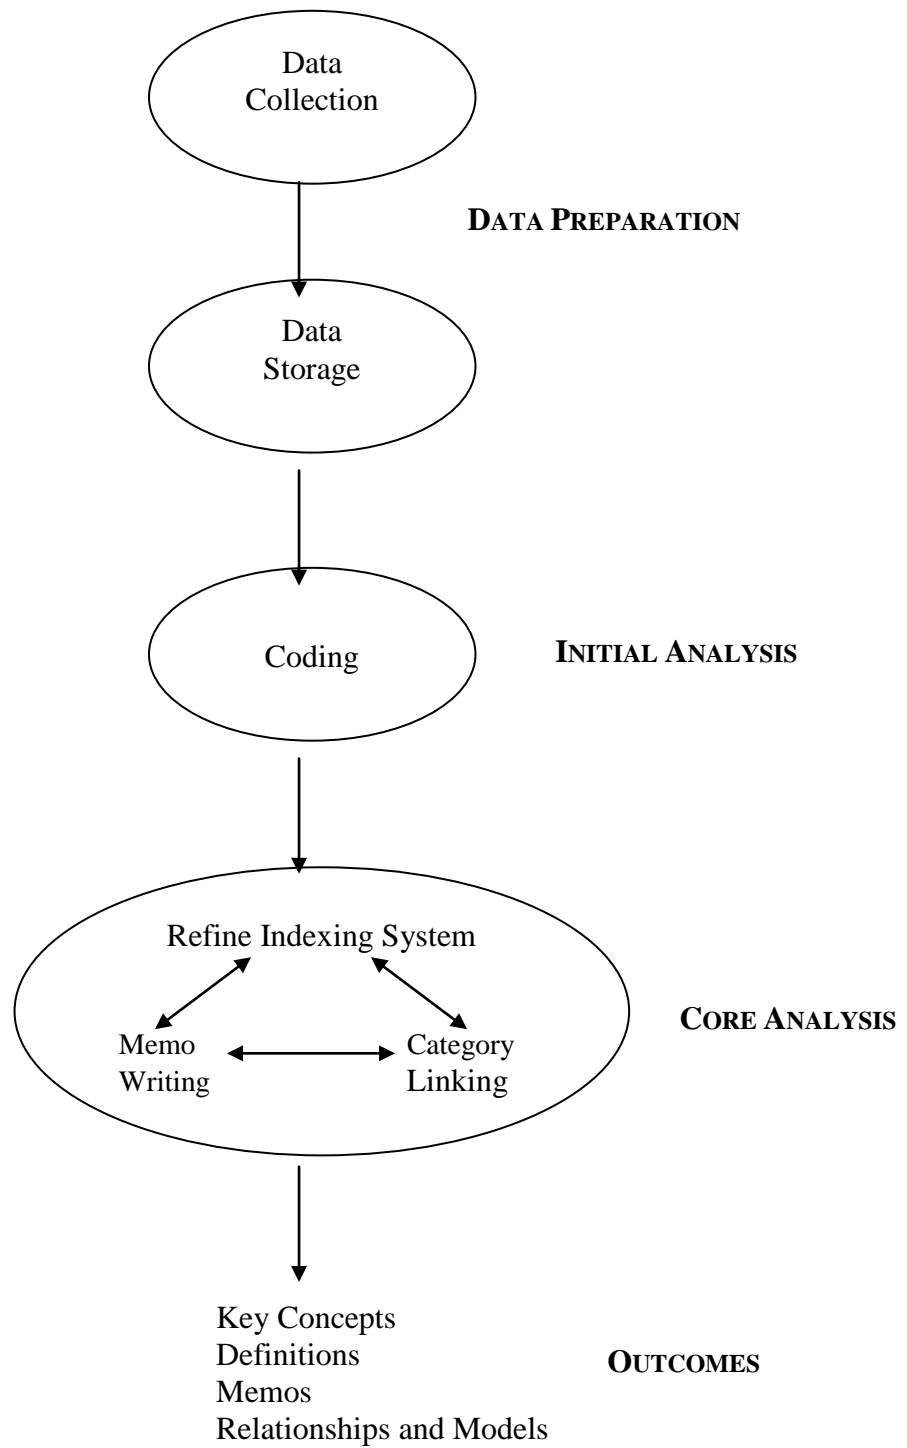 Data
Collection
DATA PREPARATION
Data
Storage
Coding
INITIAL ANALYSIS
Refine Indexing System
Memo
Writing
Category
Linking
CORE ANALYSIS
Key Concepts
Definitions
Memos
Relationships and Models
OUTCOMES